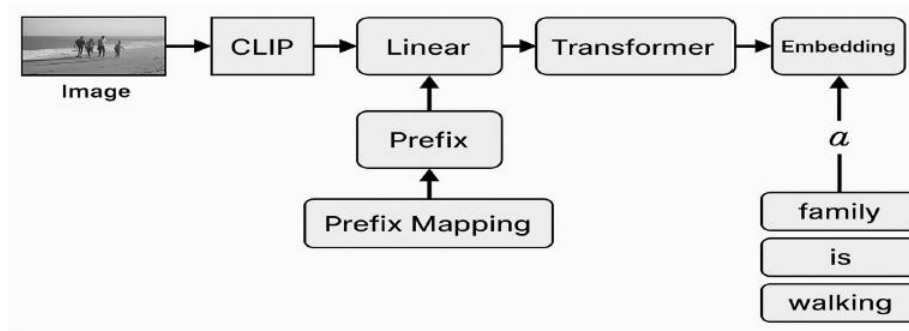 CLIP
Linear
Transformer
Embedding
Image
Prefix
a
Prefix Mapping
family
is
walking